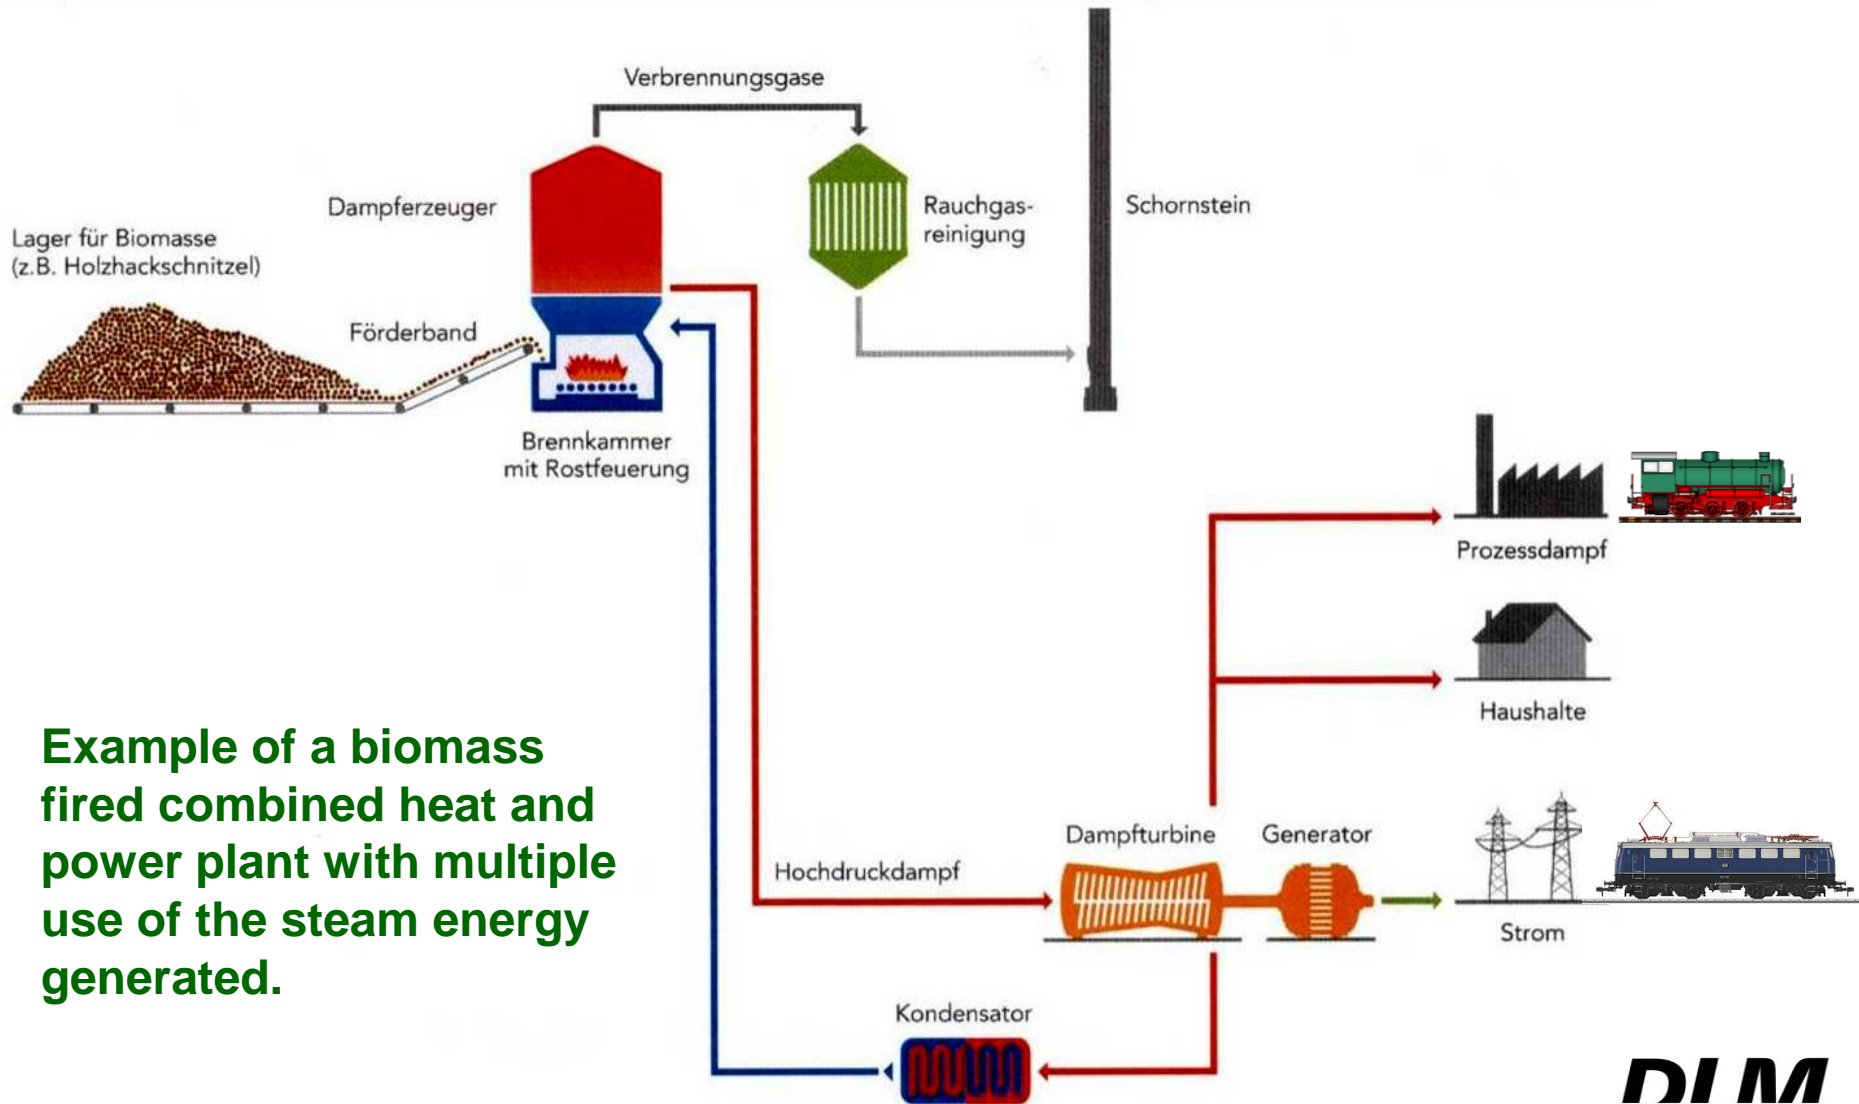 Verbrennungsgase
Dampferzeuger
Rauchgas-
reinigung
Schornstein
Lager für Biomasse
(z.B. Holzhackschnitzel)
Förderband
Brennkammer
mit Rostfeuerung
Prozessdampf
Haushalte
Example of a biomass
fired combined heat and
power plant with multiple
use of the steam energy
generated.
Dampfturbine
Generator
Hochdruckdampf
Strom
Kondensator
DLM